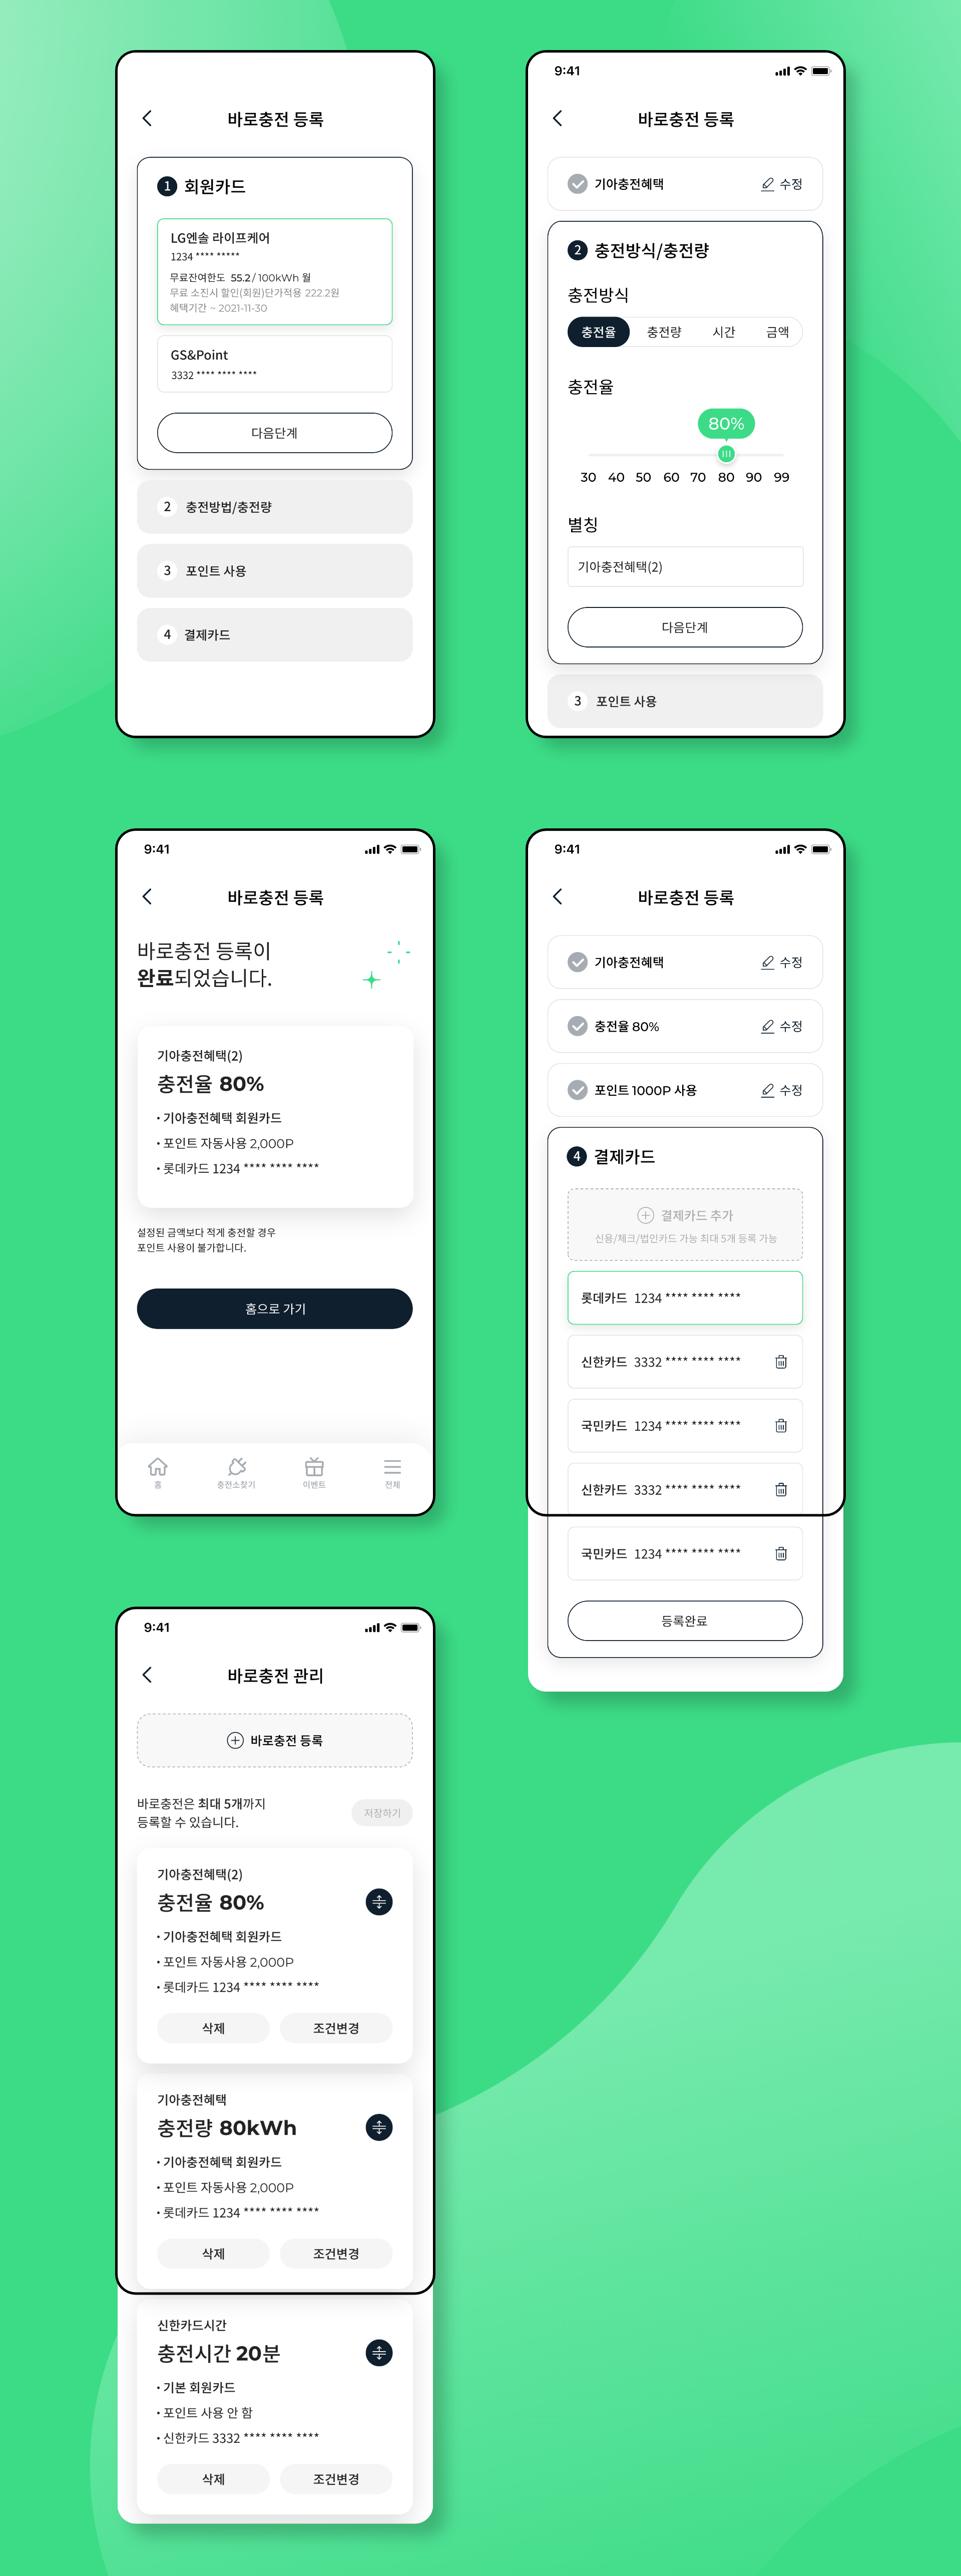 바로충전 등록
1 회원카드
LG엔솔 라이프케어
1234 **** *****
무료잔여한도 55.2 / 100kWh 월
무료 소진시 할인(회원)단가적용 222.2원
혜택기간 ~ 2021-11-30
GS&Point
3332 **** **** ****
다음단계
2 충전방법/충전량
3 포인트 사용
4 결제카드
9:41
바로충전 등록
기아충전혜택 수정
2 충전방식/충전량
충전방식
충전율 충전량 시간 금액
충전율
80%
30 40 50 60 70 80 90 99
별칭
기아충전혜택(2)
다음단계
3 포인트 사용
9:41
바로충전 등록
바로충전 등록이
완료되었습니다.
기아충전혜택(2)
충전율 80%
• 기아충전혜택 회원카드
• 포인트 자동사용 2,000P
• 롯데카드 1234 **** **** ****
설정된 금액보다 적게 충전할 경우
포인트 사용이 불가합니다.
홈으로 가기
홈 충전소찾기 이벤트 전체
9:41
바로충전 등록
기아충전혜택 수정
충전율 80% 수정
포인트 1000P 사용 수정
4 결제카드
결제카드 추가
신용/체크/법인카드 가능 최대 5개 등록 가능
롯데카드 1234 **** **** ****
신한카드 3332 **** **** ****
국민카드 1234 **** **** ****
신한카드 3332 **** **** ****
국민카드 1234 **** **** ****
등록완료
9:41
바로충전 관리
바로충전 등록
바로충전은 최대 5개까지
등록할 수 있습니다.
저장하기
기아충전혜택(2)
충전율 80%
• 기아충전혜택 회원카드
• 포인트 자동사용 2,000P
• 롯데카드 1234 **** **** ****
삭제 조건변경
기아충전혜택
충전량 80kWh
• 기아충전혜택 회원카드
• 포인트 자동사용 2,000P
• 롯데카드 1234 **** **** ****
삭제 조건변경
신한카드시간
충전시간 20분
• 기본 회원카드
• 포인트 사용 안 함
• 신한카드 3332 **** **** ****
삭제 조건변경